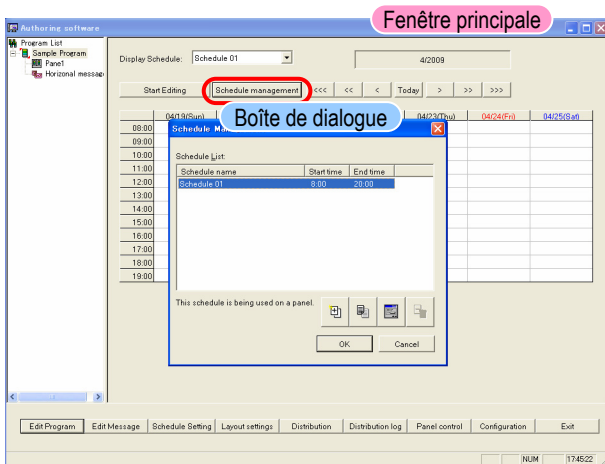 Fenêtre principale
Authoring software
Program List
Sample Program
Panel
Horizonal message
Display Schedule: Schedule 01
4/2009
Start Editing Schedule management <<< << < Today > >> >>>
04/19(Sun) 04/23(Thu) 04/24(Fri) 04/25(Sat)
Boîte de dialogue
08:00
09:00
10:00
11:00
12:00
13:00
14:00
15:00
16:00
17:00
18:00
19:00
Schedule
Schedule List:
Schedule name Start time End time
Schedule 01 8:00 20:00
This schedule is being used on a panel.
OK Cancel
Edit Program Edit Message Schedule Setting Layout settings Distribution Distribution log Panel control Configuration Exit
NUM 17:45:22